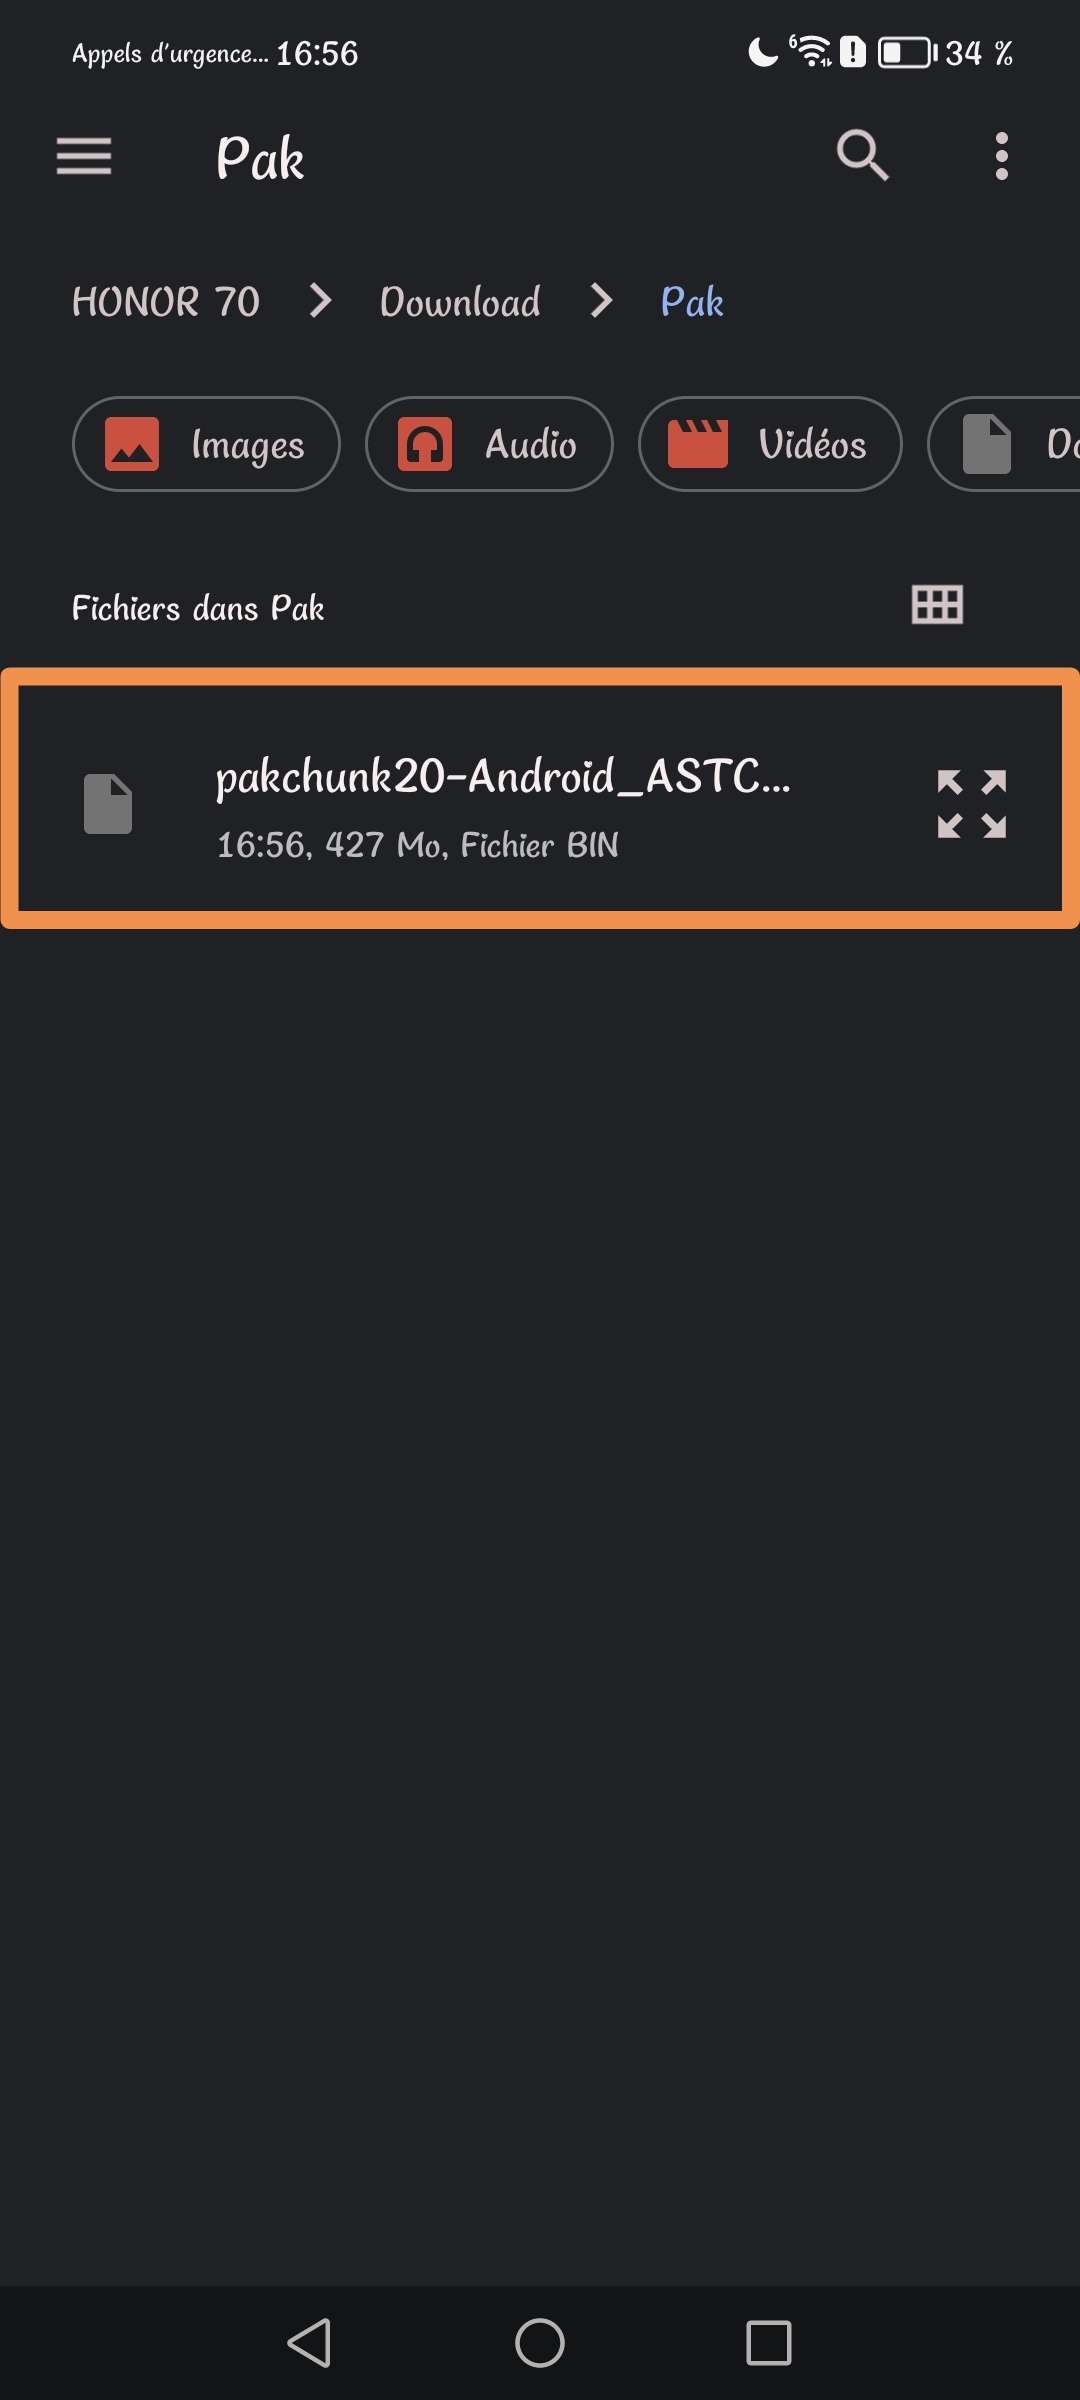 Appels d'urgence... 16:56 6 34 %
Pak
HONOR 70 Download Pak
Images Audio Vidéos
Fichiers dans Pak
pakchunk20-Android_ASTC...
16:56, 427 Mo, Fichier BIN